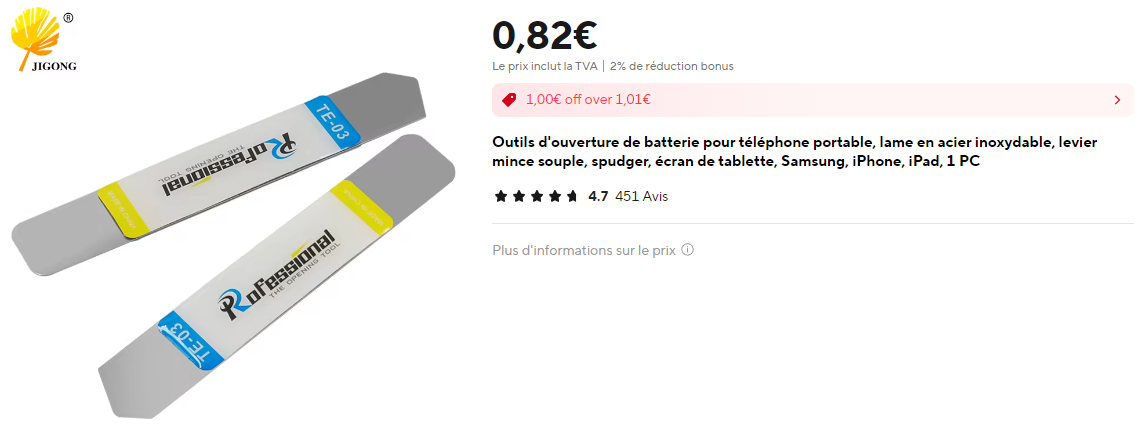 ®
JIGONG
TE-03
Professional
THE OPENING TOOL
Professional
THE OPENING TOOL
TE-03
0,82€
Le prix inclut la TVA | 2% de réduction bonus
1,00€ off over 1,01€
Outils d'ouverture de batterie pour téléphone portable, lame en acier inoxydable, levier
mince souple, spudger, écran de tablette, Samsung, iPhone, iPad, 1 PC
4.7 451 Avis
Plus d'informations sur le prix